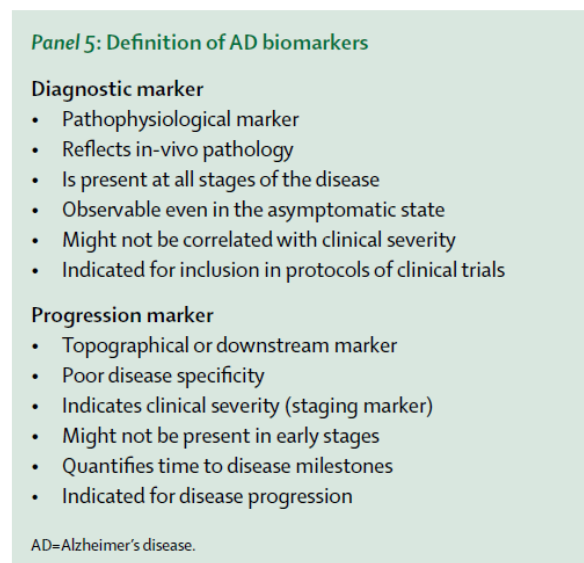 Panel 5: Definition of AD biomarkers
Diagnostic marker
• Pathophysiological marker
• Reflects in-vivo pathology
• Is present at all stages of the disease
• Observable even in the asymptomatic state
• Might not be correlated with clinical severity
• Indicated for inclusion in protocols of clinical trials
Progression marker
• Topographical or downstream marker
• Poor disease specificity
• Indicates clinical severity (staging marker)
• Might not be present in early stages
• Quantifies time to disease milestones
• Indicated for disease progression
AD=Alzheimer’s disease.